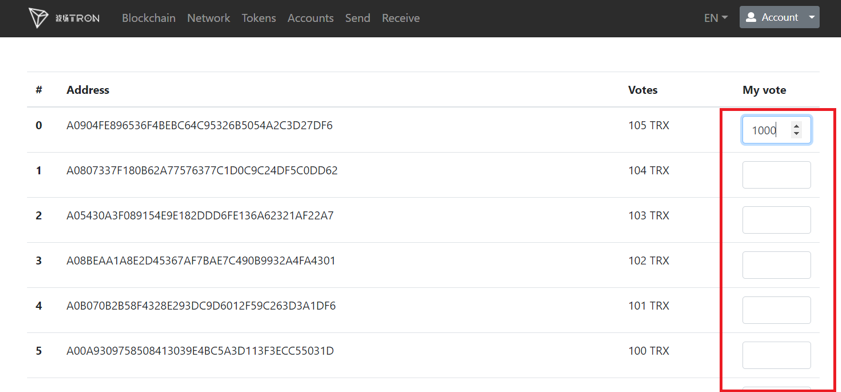 波场TRON Blockchain Network Tokens Accounts Send Receive EN Account
# Address Votes My vote
0 A0904FE896536F4BEBC64C95326B5054A2C3D27DF6 105 TRX 1000
1 A0807337F180B62A77576377C1D0C9C24DF5C0DD62 104 TRX
2 A05430A3F089154E9E182DDD6FE136A62321AF22A7 103 TRX
3 A08BEAA1A8E2D45367AF7BAE7C490B9932A4FA4301 102 TRX
4 A0B070B2B58F4328E293DC9D6012F59C263D3A1DF6 101 TRX
5 A00A9309758508413039E4BC5A3D113F3ECC55031D 100 TRX